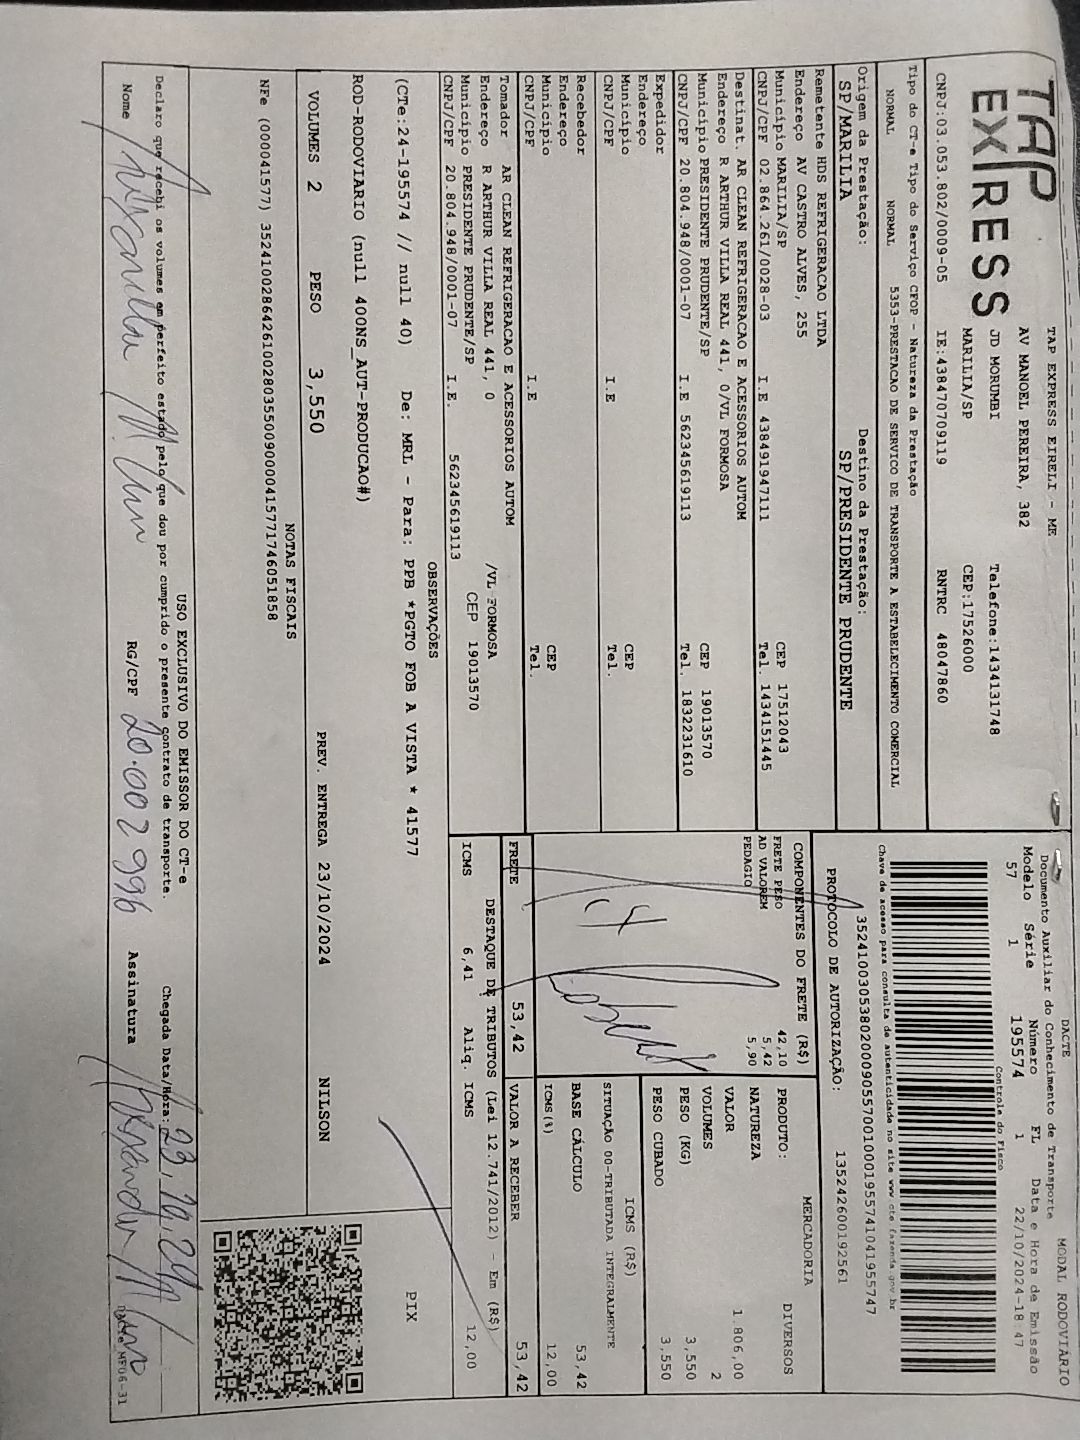 TAP EXPRESS
TAP EXPRESS EIRELI - ME
AV MANOEL PEREIRA, 382
JD MORUMBI Telefone:1434131748
MARILIA/SP CEP:17526000
CNPJ:03.053.802/0009-05 IE:438470709119 RNTRC 48047860
Tipo do CT-e Tipo do Serviço CFOP - Natureza da Prestação
NORMAL NORMAL 5353-PRESTACAO DE SERVICO DE TRANSPORTE A ESTABELECIMENTO COMERCIAL
Origem da Prestação: Destino da Prestação:
SP/MARILIA SP/PRESIDENTE PRUDENTE
Remetente HDS REFRIGERACAO LTDA
Endereço AV CASTRO ALVES, 255
Município MARILIA/SP CEP 17512043
CNPJ/CPF 02.864.261/0028-03 I.E 438491947111 Tel. 1434151445
Destinat. AR CLEAN REFRIGERACAO E ACESSORIOS AUTOM
Endereço R ARTHUR VILLA REAL 441, 0/VL FORMOSA
Município PRESIDENTE PRUDENTE/SP CEP 19013570
CNPJ/CPF 20.804.948/0001-07 I.E 562345619113 Tel. 1832231610
Expedidor
Endereço
Município CEP
CNPJ/CPF I.E Tel.
Recebedor
Endereço
Município CEP
CNPJ/CPF I.E Tel.
Tomador AR CLEAN REFRIGERACAO E ACESSORIOS AUTOM
Endereço R ARTHUR VILLA REAL 441, 0 /VL FORMOSA
Município PRESIDENTE PRUDENTE/SP CEP 19013570
CNPJ/CPF 20.804.948/0001-07 I.E. 562345619113
DACTE MODAL RODOVIÁRIO
Documento Auxiliar do Conhecimento de Transporte
Modelo Série Número FL Data e Hora de Emissão
57 1 195574 1 22/10/2024-18:47
Controle do Fisco
Chave de acesso para consulta de autenticidade no site www.cte.fazenda.gov.br
PROTOCOLO DE AUTORIZAÇÃO: 135242600192561
COMPONENTES DO FRETE (R$)
FRETE PESO 42,10
AD VALOREM 5,42
PEDAGIO 5,90
FRETE 53,42
PRODUTO: MERCADORIA
NATUREZA DIVERSOS
VALOR 1.806,00
VOLUMES 2
PESO (KG) 3,550
PESO CUBADO 3,550
ICMS (R$)
SITUAÇÃO 00-TRIBUTADA INTEGRALMENTE
BASE CÁLCULO 53,42
ICMS(%) 12,00
VALOR A RECEBER 53,42
DESTAQUE DE TRIBUTOS (Lei 12.741/2012) - Em (R$)
ICMS 6,41 Aliq. ICMS 12,00
OBSERVAÇÕES
(CTe:24-195574 // null 40) De: MRL - Para: PPB *PGTO FOB A VISTA * 41577
ROD-RODOVIARIO (null 400NS_AUT-PRODUCAO#)
PIX
VOLUMES 2 PESO 3,550 PREV. ENTREGA 23/10/2024 NILSON
NOTAS FISCAIS
NFe (000041577) 35241002864261002803550090000415771746051858
USO EXCLUSIVO DO EMISSOR DO CT-e
Declaro que recebi os volumes em perfeito estado pelo que dou por cumprido o presente contrato de transporte. Chegada Data/Hora: 23/10/24
Nome RG/CPF 20.002996 Assinatura